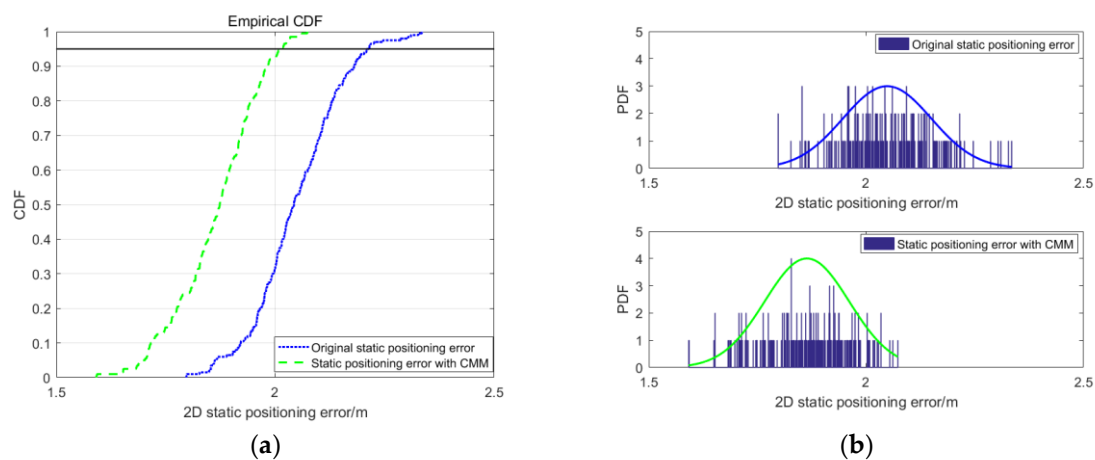 Empirical CDF
1
0.9
0.8
0.7
0.6
0.5
0.4
0.3
0.2
0.1
0
CDF
Original static positioning error
Static positioning error with CMM
1.5
2
2.5
2D static positioning error/m
(a)
5
4
3
2
1
0
PDF
Original static positioning error
1.5
2
2.5
2D static positioning error/m
5
4
3
2
1
0
PDF
Static positioning error with CMM
1.5
2
2.5
2D static positioning error/m
(b)